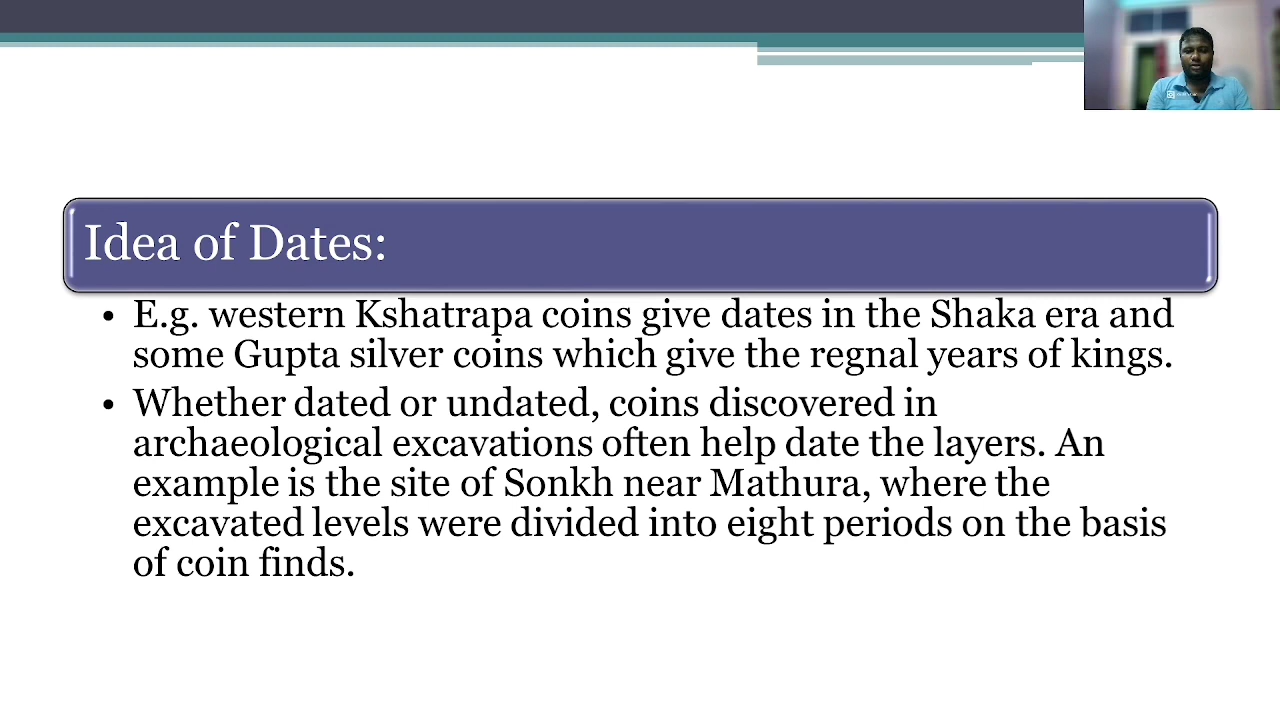 Idea of Dates:
• E.g. western Kshatrapa coins give dates in the Shaka era and
some Gupta silver coins which give the regnal years of kings.
• Whether dated or undated, coins discovered in
archaeological excavations often help date the layers. An
example is the site of Sonkh near Mathura, where the
excavated levels were divided into eight periods on the basis
of coin finds.